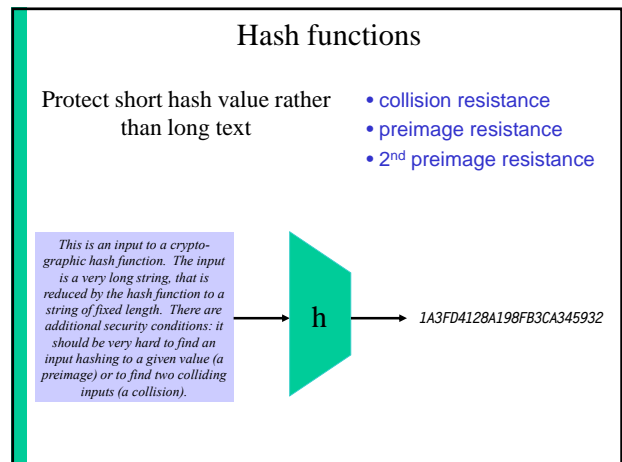 Hash functions
Protect short hash value rather
than long text
• collision resistance
• preimage resistance
• 2nd preimage resistance
This is an input to a crypto-
graphic hash function. The input
is a very long string, that is
reduced by the hash function to a
string of fixed length. There are
additional security conditions: it
should be very hard to find an
input hashing to a given value (a
preimage) or to find two colliding
inputs (a collision).
h
1A3FD4128A198FB3CA345932